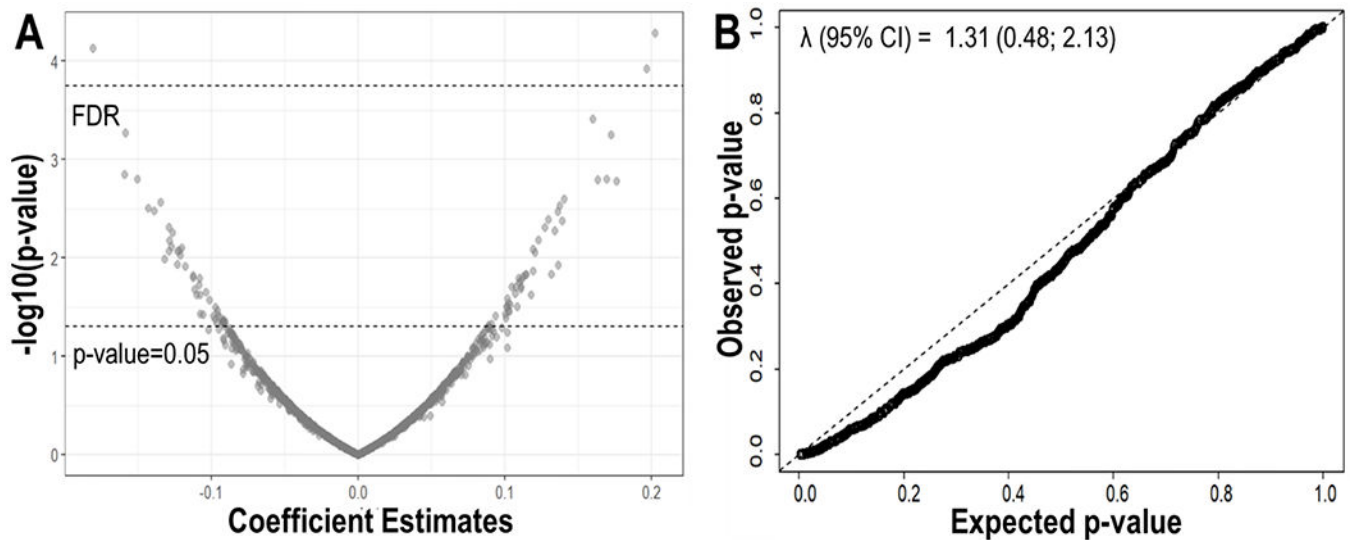 A
-log10(p-value)
4
3
2
1
0
FDR
p-value=0.05
-0.1
0.0
0.1
0.2
Coefficient Estimates
B
λ (95% CI) = 1.31 (0.48; 2.13)
Observed p-value
1.0
0.8
0.6
0.4
0.2
0.0
0.0
0.2
0.4
0.6
0.8
1.0
Expected p-value